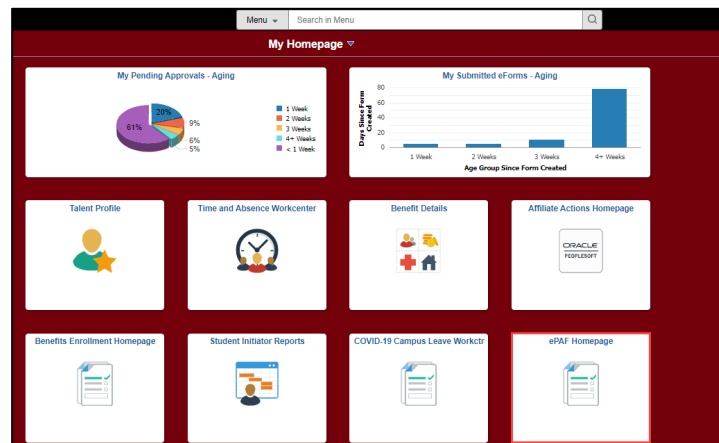 Menu
Search in Menu
My Homepage
My Pending Approvals - Aging
20%
9%
6%
5%
61%
1 Week
2 Weeks
3 Weeks
4+ Weeks
< 1 Week
My Submitted eForms - Aging
Days Since Form
Created
80
60
40
20
0
1 Week
2 Weeks
3 Weeks
4+ Weeks
Age Group Since Form Created
Talent Profile
Time and Absence Workcenter
Benefit Details
Affiliate Actions Homepage
ORACLE
PEOPLESOFT
Benefits Enrollment Homepage
Student Initiator Reports
COVID-19 Campus Leave Workctr
ePAF Homepage